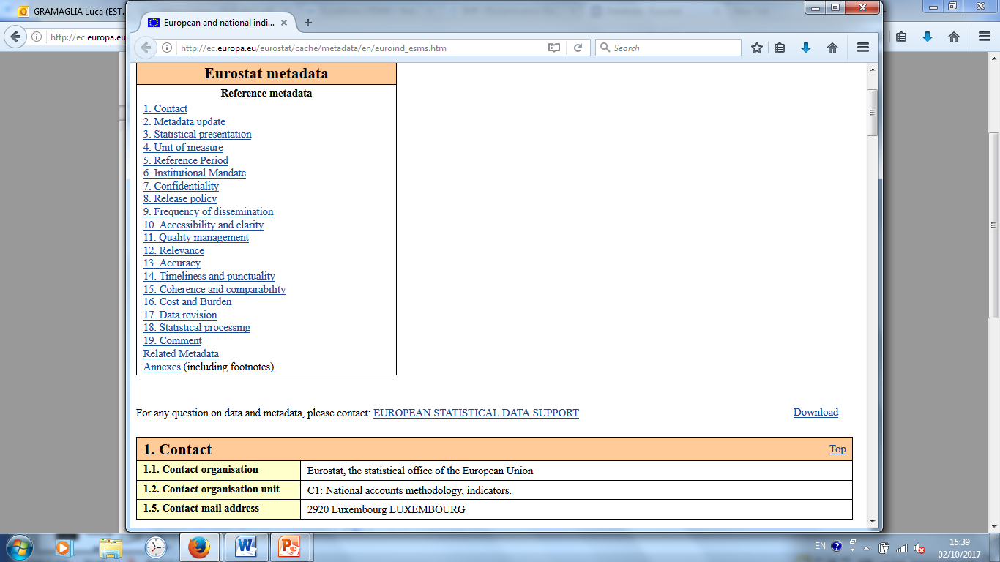 GRAMAGLIA Luca (EST.
European and national indi...
http://ec.europa.eu
http://ec.europa.eu/eurostat/cache/metadata/en/euroind_esms.htm
Search
Eurostat metadata
Reference metadata
1. Contact
2. Metadata update
3. Statistical presentation
4. Unit of measure
5. Reference Period
6. Institutional Mandate
7. Confidentiality
8. Release policy
9. Frequency of dissemination
10. Accessibility and clarity
11. Quality management
12. Relevance
13. Accuracy
14. Timeliness and punctuality
15. Coherence and comparability
16. Cost and Burden
17. Data revision
18. Statistical processing
19. Comment
Related Metadata
Annexes (including footnotes)
For any question on data and metadata, please contact: EUROPEAN STATISTICAL DATA SUPPORT Download
1. Contact Top
1.1. Contact organisation Eurostat, the statistical office of the European Union
1.2. Contact organisation unit C1: National accounts methodology, indicators.
1.5. Contact mail address 2920 Luxembourg LUXEMBOURG
EN 15:39
02/10/2017